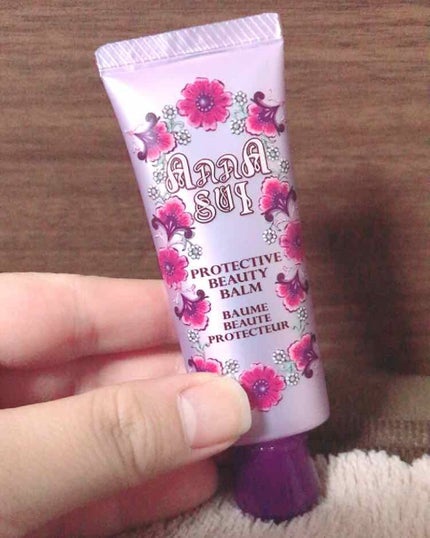 ANNA
SUI
PROTECTIVE
BEAUTY
BALM
BAUME
BEAUTE
PROTECTEUR